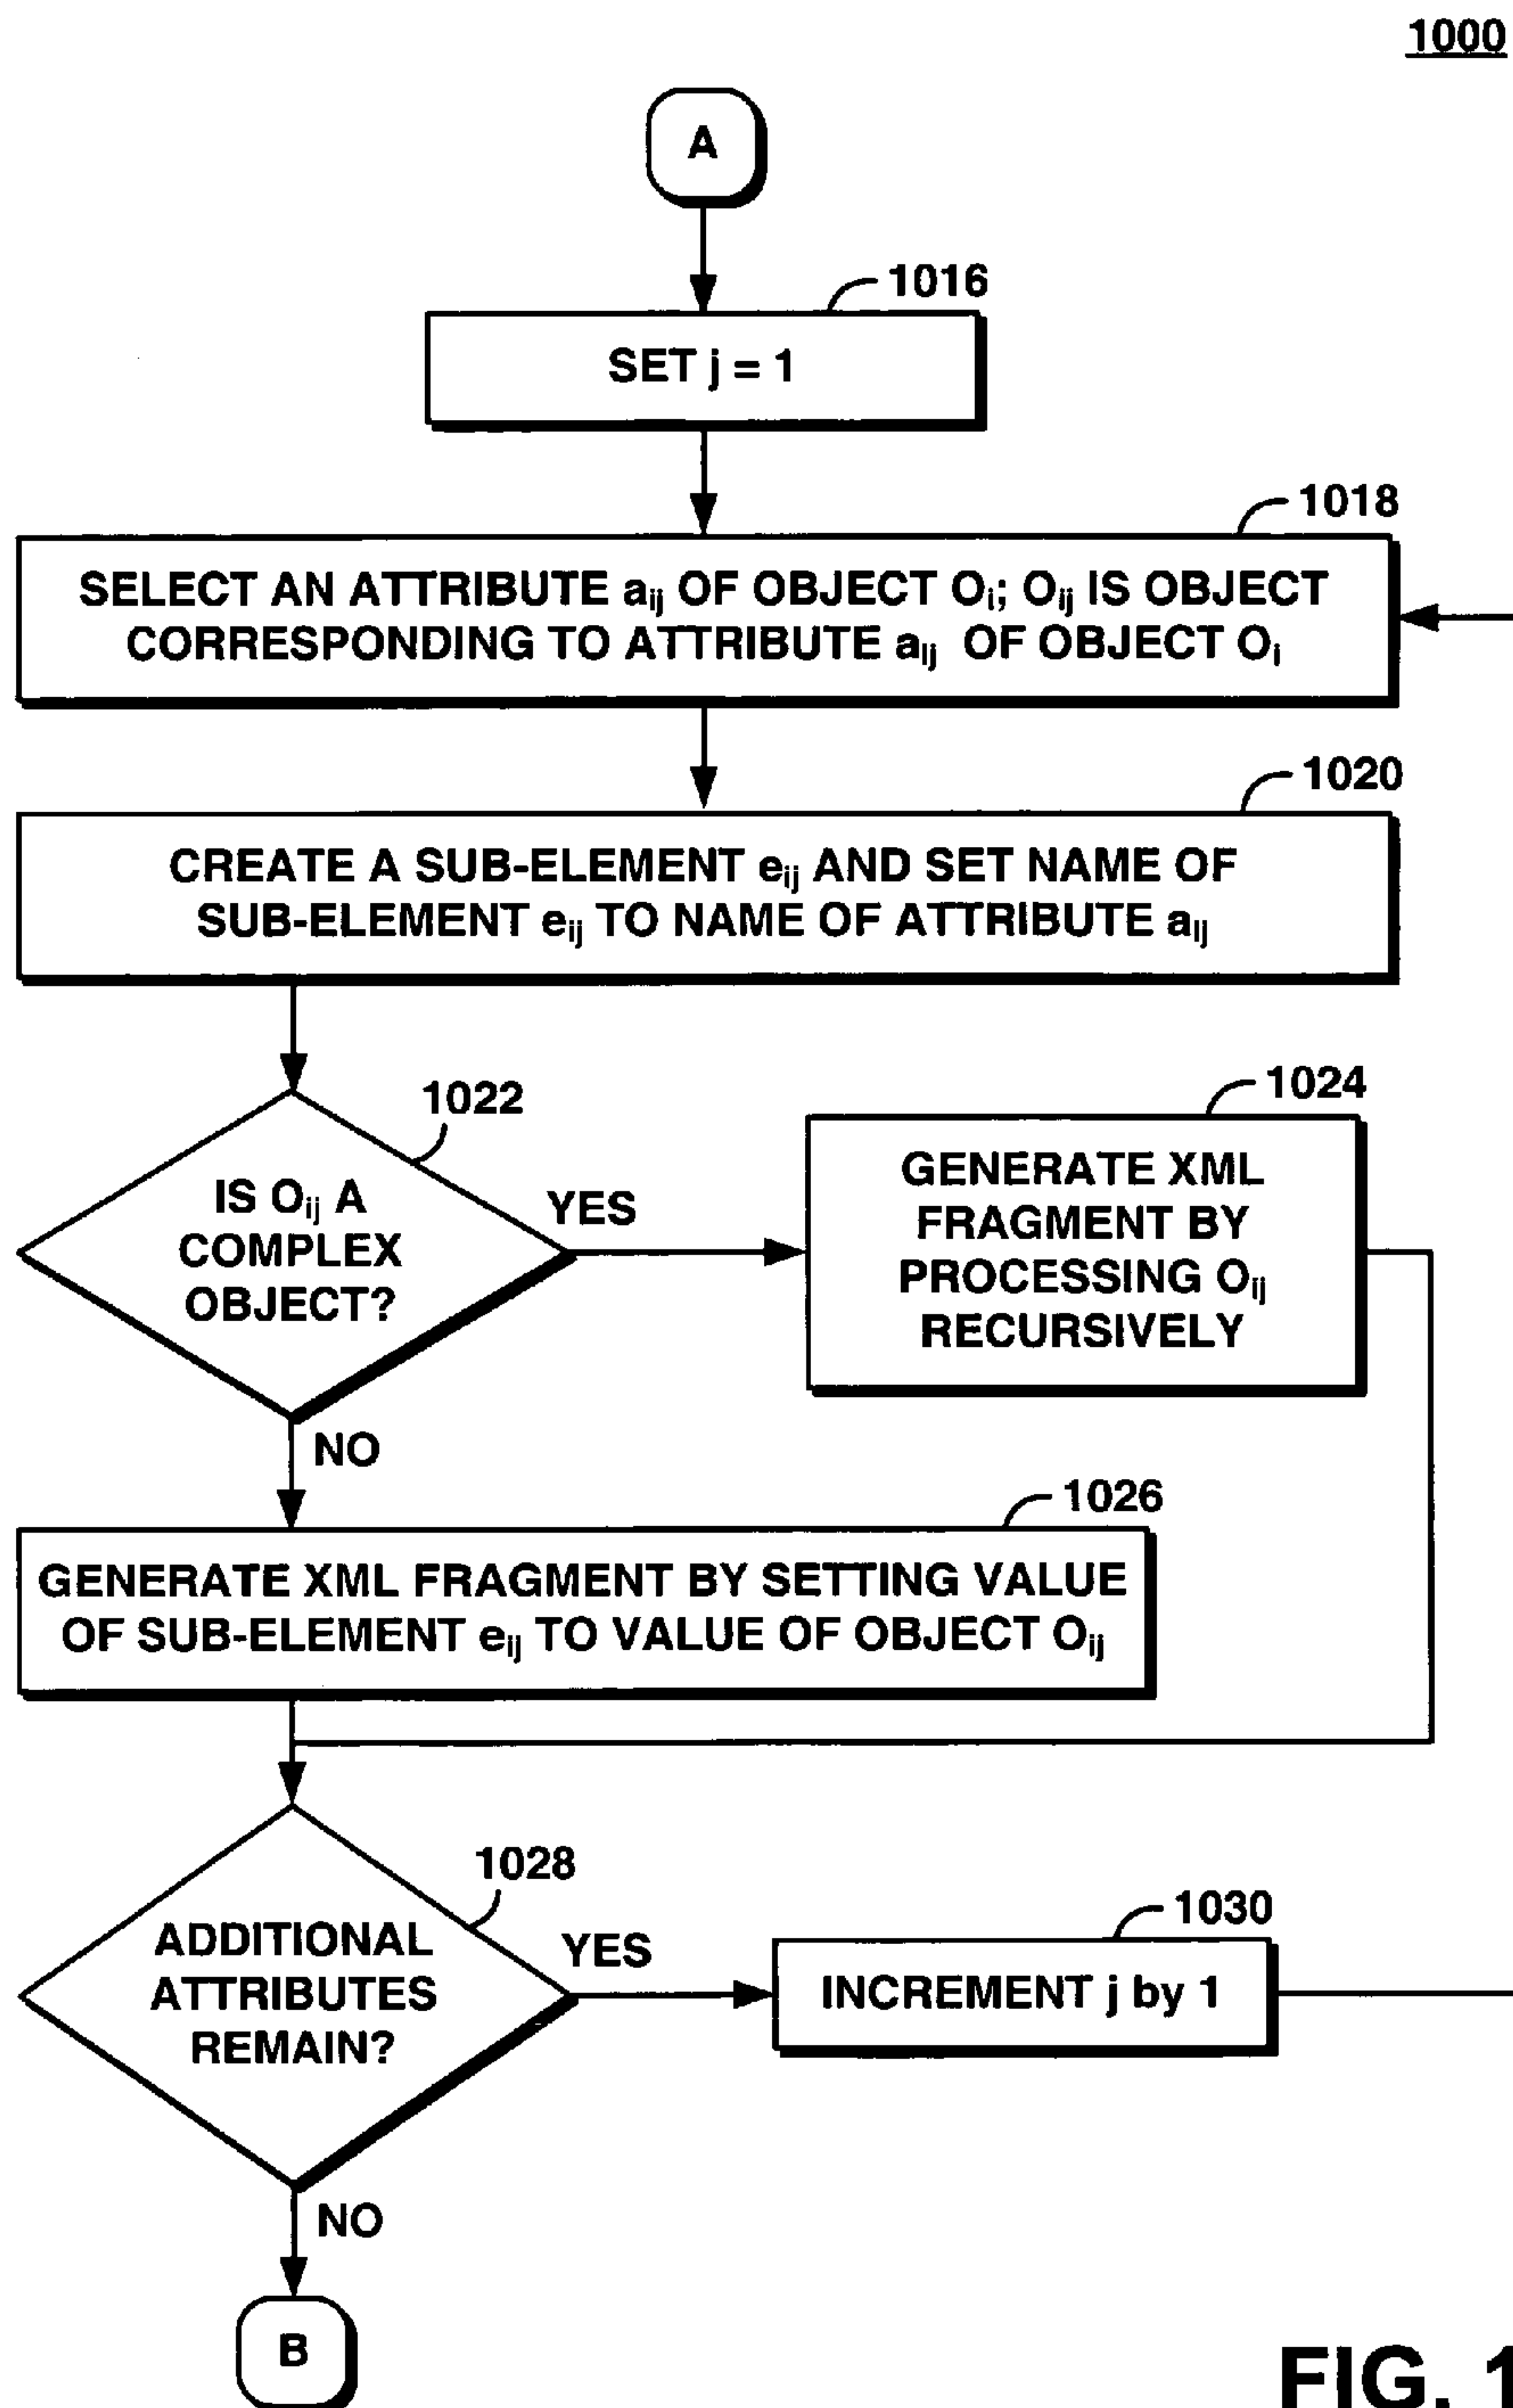 1000
A
1016
SET j = 1
1018
SELECT AN ATTRIBUTE aij OF OBJECT Oi; Oij IS OBJECT
CORRESPONDING TO ATTRIBUTE aij OF OBJECT Oi
1020
CREATE A SUB-ELEMENT eij AND SET NAME OF
SUB-ELEMENT eij TO NAME OF ATTRIBUTE aij
1022
IS Oij A
COMPLEX
OBJECT?
YES
1024
GENERATE XML
FRAGMENT BY
PROCESSING Oij
RECURSIVELY
NO
1026
GENERATE XML FRAGMENT BY SETTING VALUE
OF SUB-ELEMENT eij TO VALUE OF OBJECT Oij
1028
ADDITIONAL
ATTRIBUTES
REMAIN?
YES
1030
INCREMENT j by 1
NO
B
FIG. 1